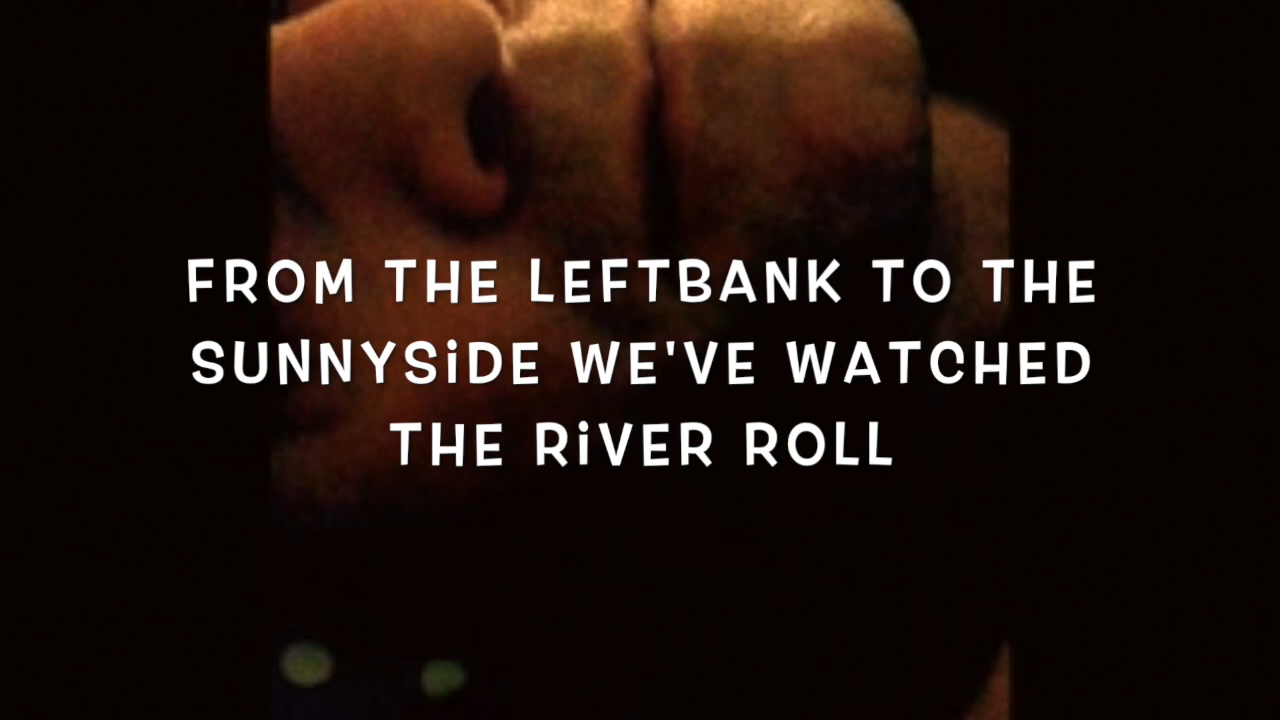 FROM THE LEFTBANK TO THE
SUNNYSiDE WE'VE WATCHED
THE RiVER ROLL